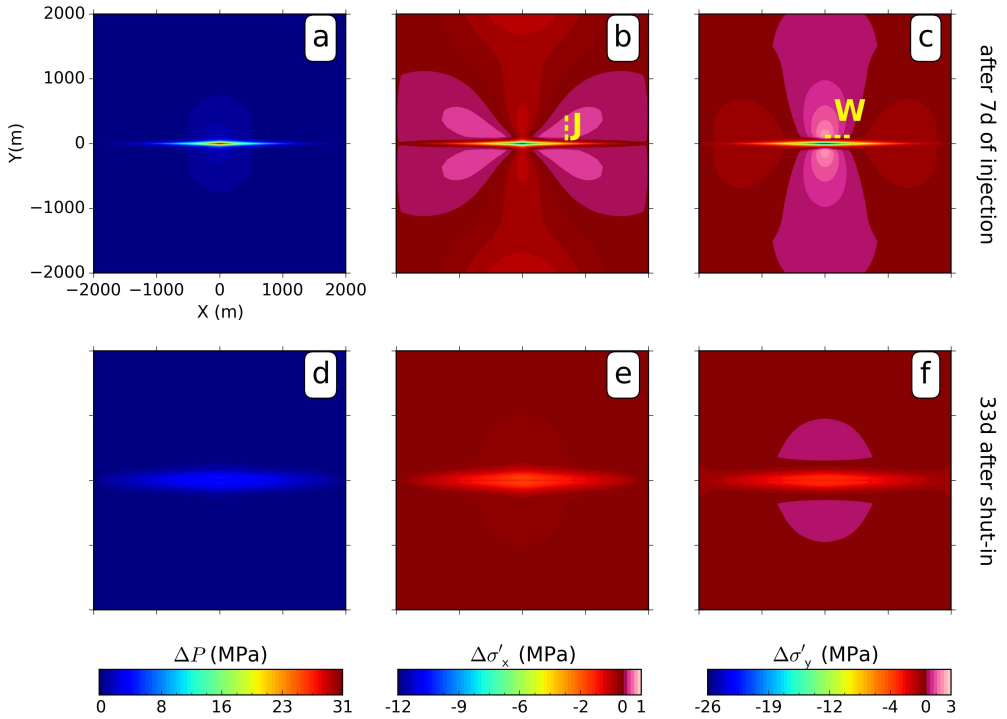 a
b
c
2000
1000
0
−1000
−2000
Y(m)
−2000 −1000 0 1000 2000
X (m)
J
W
after 7d of injection
d
e
f
33d after shut-in
ΔP (MPa)
0 8 16 23 31
Δσ′x (MPa)
-12 -9 -6 -4 -2 0 1
Δσ′y (MPa)
-26 -19 -12 -4 0 3